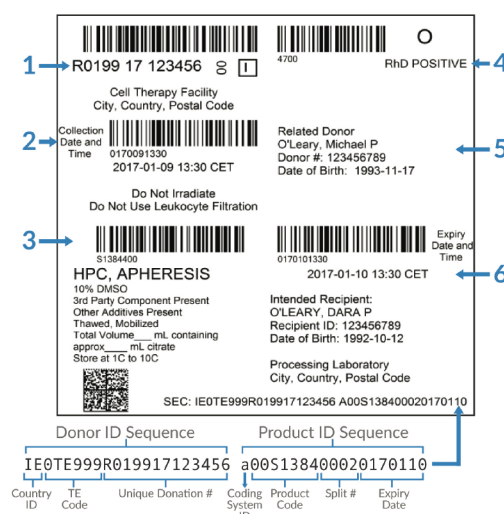 1 R0199 17 123456 00 I
4700
O
RhD POSITIVE 4
Cell Therapy Facility
City, Country, Postal Code
2 Collection
Date and
Time
0170091330
2017-01-09 13:30 CET
Related Donor
O'Leary, Michael P
Donor #: 123456789
Date of Birth: 1993-11-17
5
Do Not Irradiate
Do Not Use Leukocyte Filtration
3
S1384400
HPC, APHERESIS
10% DMSO
3rd Party Component Present
Other Additives Present
Thawed, Mobilized
Total Volume___ mL containing
approx___ mL citrate
Store at 1C to 10C
Expiry
Date and
Time
0170101330
2017-01-10 13:30 CET 6
Intended Recipient:
O'LEARY, DARA P
Recipient ID: 123456789
Date of Birth: 1992-10-12
Processing Laboratory
City, Country, Postal Code
SEC: IE0TE999R019917123456 A00S138400020170110
Donor ID Sequence
Product ID Sequence
IE0TE999R019917123456 a00S138400020170110
Country
ID
TE
Code
Unique Donation #
Coding
System
ID
Product
Code
Split #
Expiry
Date